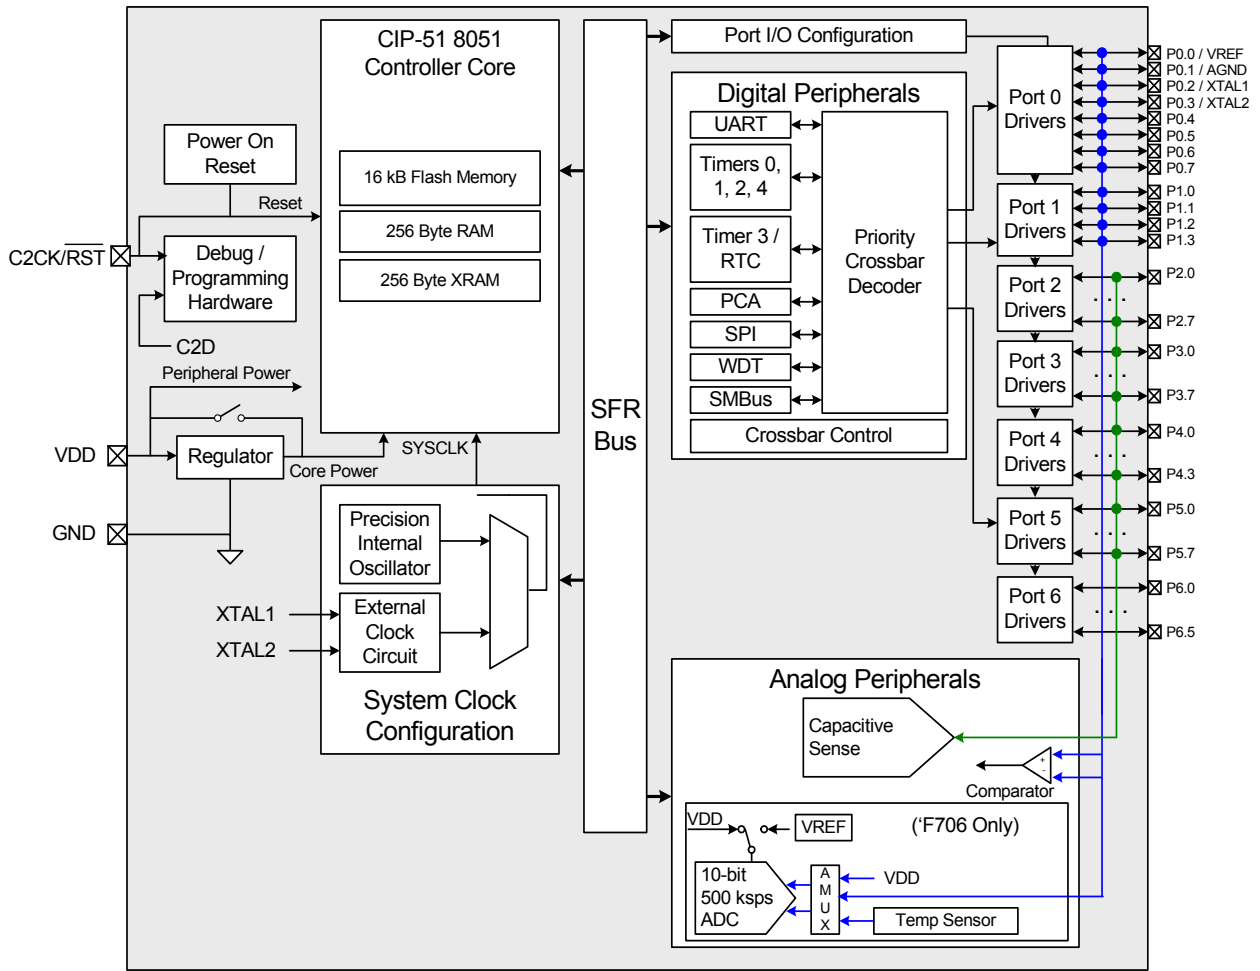 CIP-51 8051
Controller Core
16 kB Flash Memory
256 Byte RAM
256 Byte XRAM
Power On
Reset
Reset
C2CK/RST
Debug /
Programming
Hardware
C2D
Peripheral Power
VDD
Regulator
Core Power
SYSCLK
GND
Precision
Internal
Oscillator
XTAL1
XTAL2
External
Clock
Circuit
System Clock
Configuration
SFR
Bus
Port I/O Configuration
Digital Peripherals
UART
Timers 0,
1, 2, 4
Timer 3 /
RTC
PCA
SPI
WDT
SMBus
Priority
Crossbar
Decoder
Crossbar Control
Port 0
Drivers
Port 1
Drivers
Port 2
Drivers
Port 3
Drivers
Port 4
Drivers
Port 5
Drivers
Port 6
Drivers
P0.0 / VREF
P0.1 / AGND
P0.2 / XTAL1
P0.3 / XTAL2
P0.4
P0.5
P0.6
P0.7
P1.0
P1.1
P1.2
P1.3
P2.0
. . .
P2.7
P3.0
. . .
P3.7
P4.0
. . .
P4.3
P5.0
. . .
P5.7
P6.0
. . .
P6.5
Analog Peripherals
Capacitive
Sense
+
-
Comparator
VDD
VREF
('F706 Only)
10-bit
500 ksps
ADC
A
M
U
X
VDD
Temp Sensor